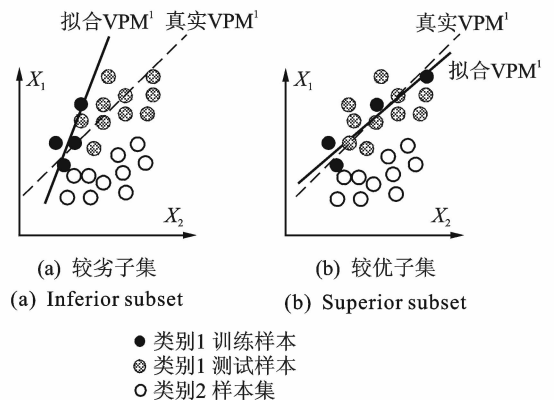 拟合VPM¹ 真实VPM¹
X₁
X₂
(a) 较劣子集
(a) Inferior subset
真实VPM¹
拟合VPM¹
X₁
X₂
(b) 较优子集
(b) Superior subset
类别1 训练样本
类别1 测试样本
类别2 样本集